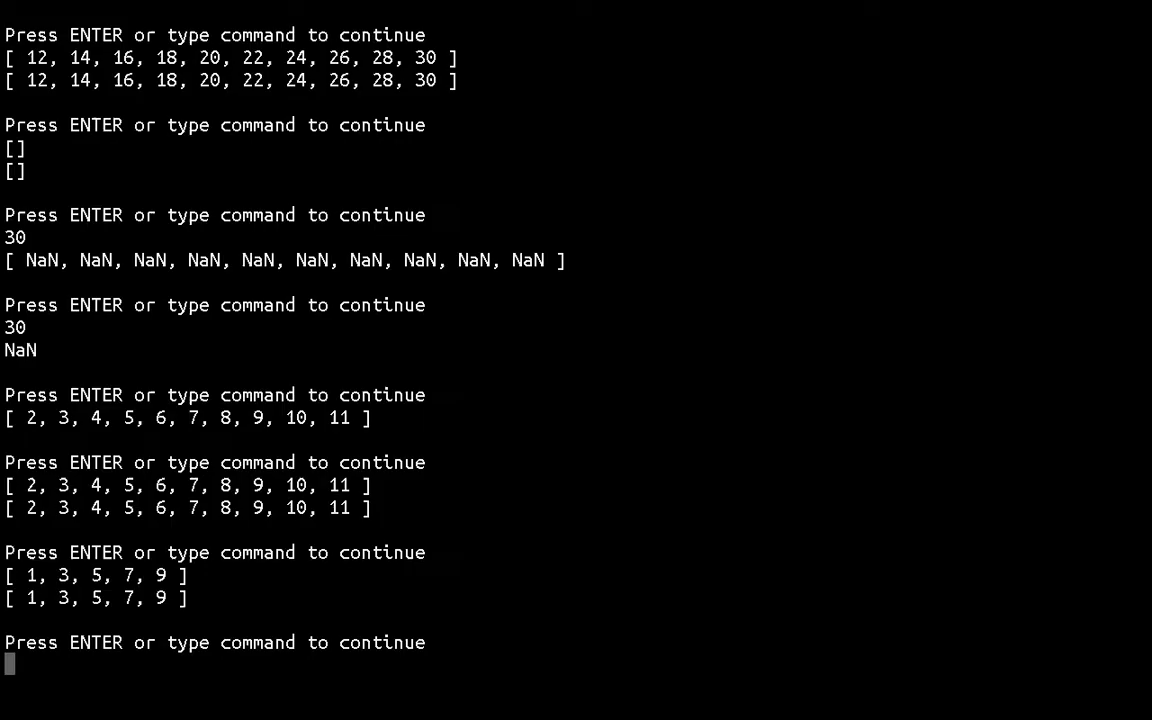 Press ENTER or type command to continue
[ 12, 14, 16, 18, 20, 22, 24, 26, 28, 30 ]
[ 12, 14, 16, 18, 20, 22, 24, 26, 28, 30 ]
Press ENTER or type command to continue
[]
[]
Press ENTER or type command to continue
30
[ NaN, NaN, NaN, NaN, NaN, NaN, NaN, NaN, NaN, NaN ]
Press ENTER or type command to continue
30
NaN
Press ENTER or type command to continue
[ 2, 3, 4, 5, 6, 7, 8, 9, 10, 11 ]
Press ENTER or type command to continue
[ 2, 3, 4, 5, 6, 7, 8, 9, 10, 11 ]
[ 2, 3, 4, 5, 6, 7, 8, 9, 10, 11 ]
Press ENTER or type command to continue
[ 1, 3, 5, 7, 9 ]
[ 1, 3, 5, 7, 9 ]
Press ENTER or type command to continue